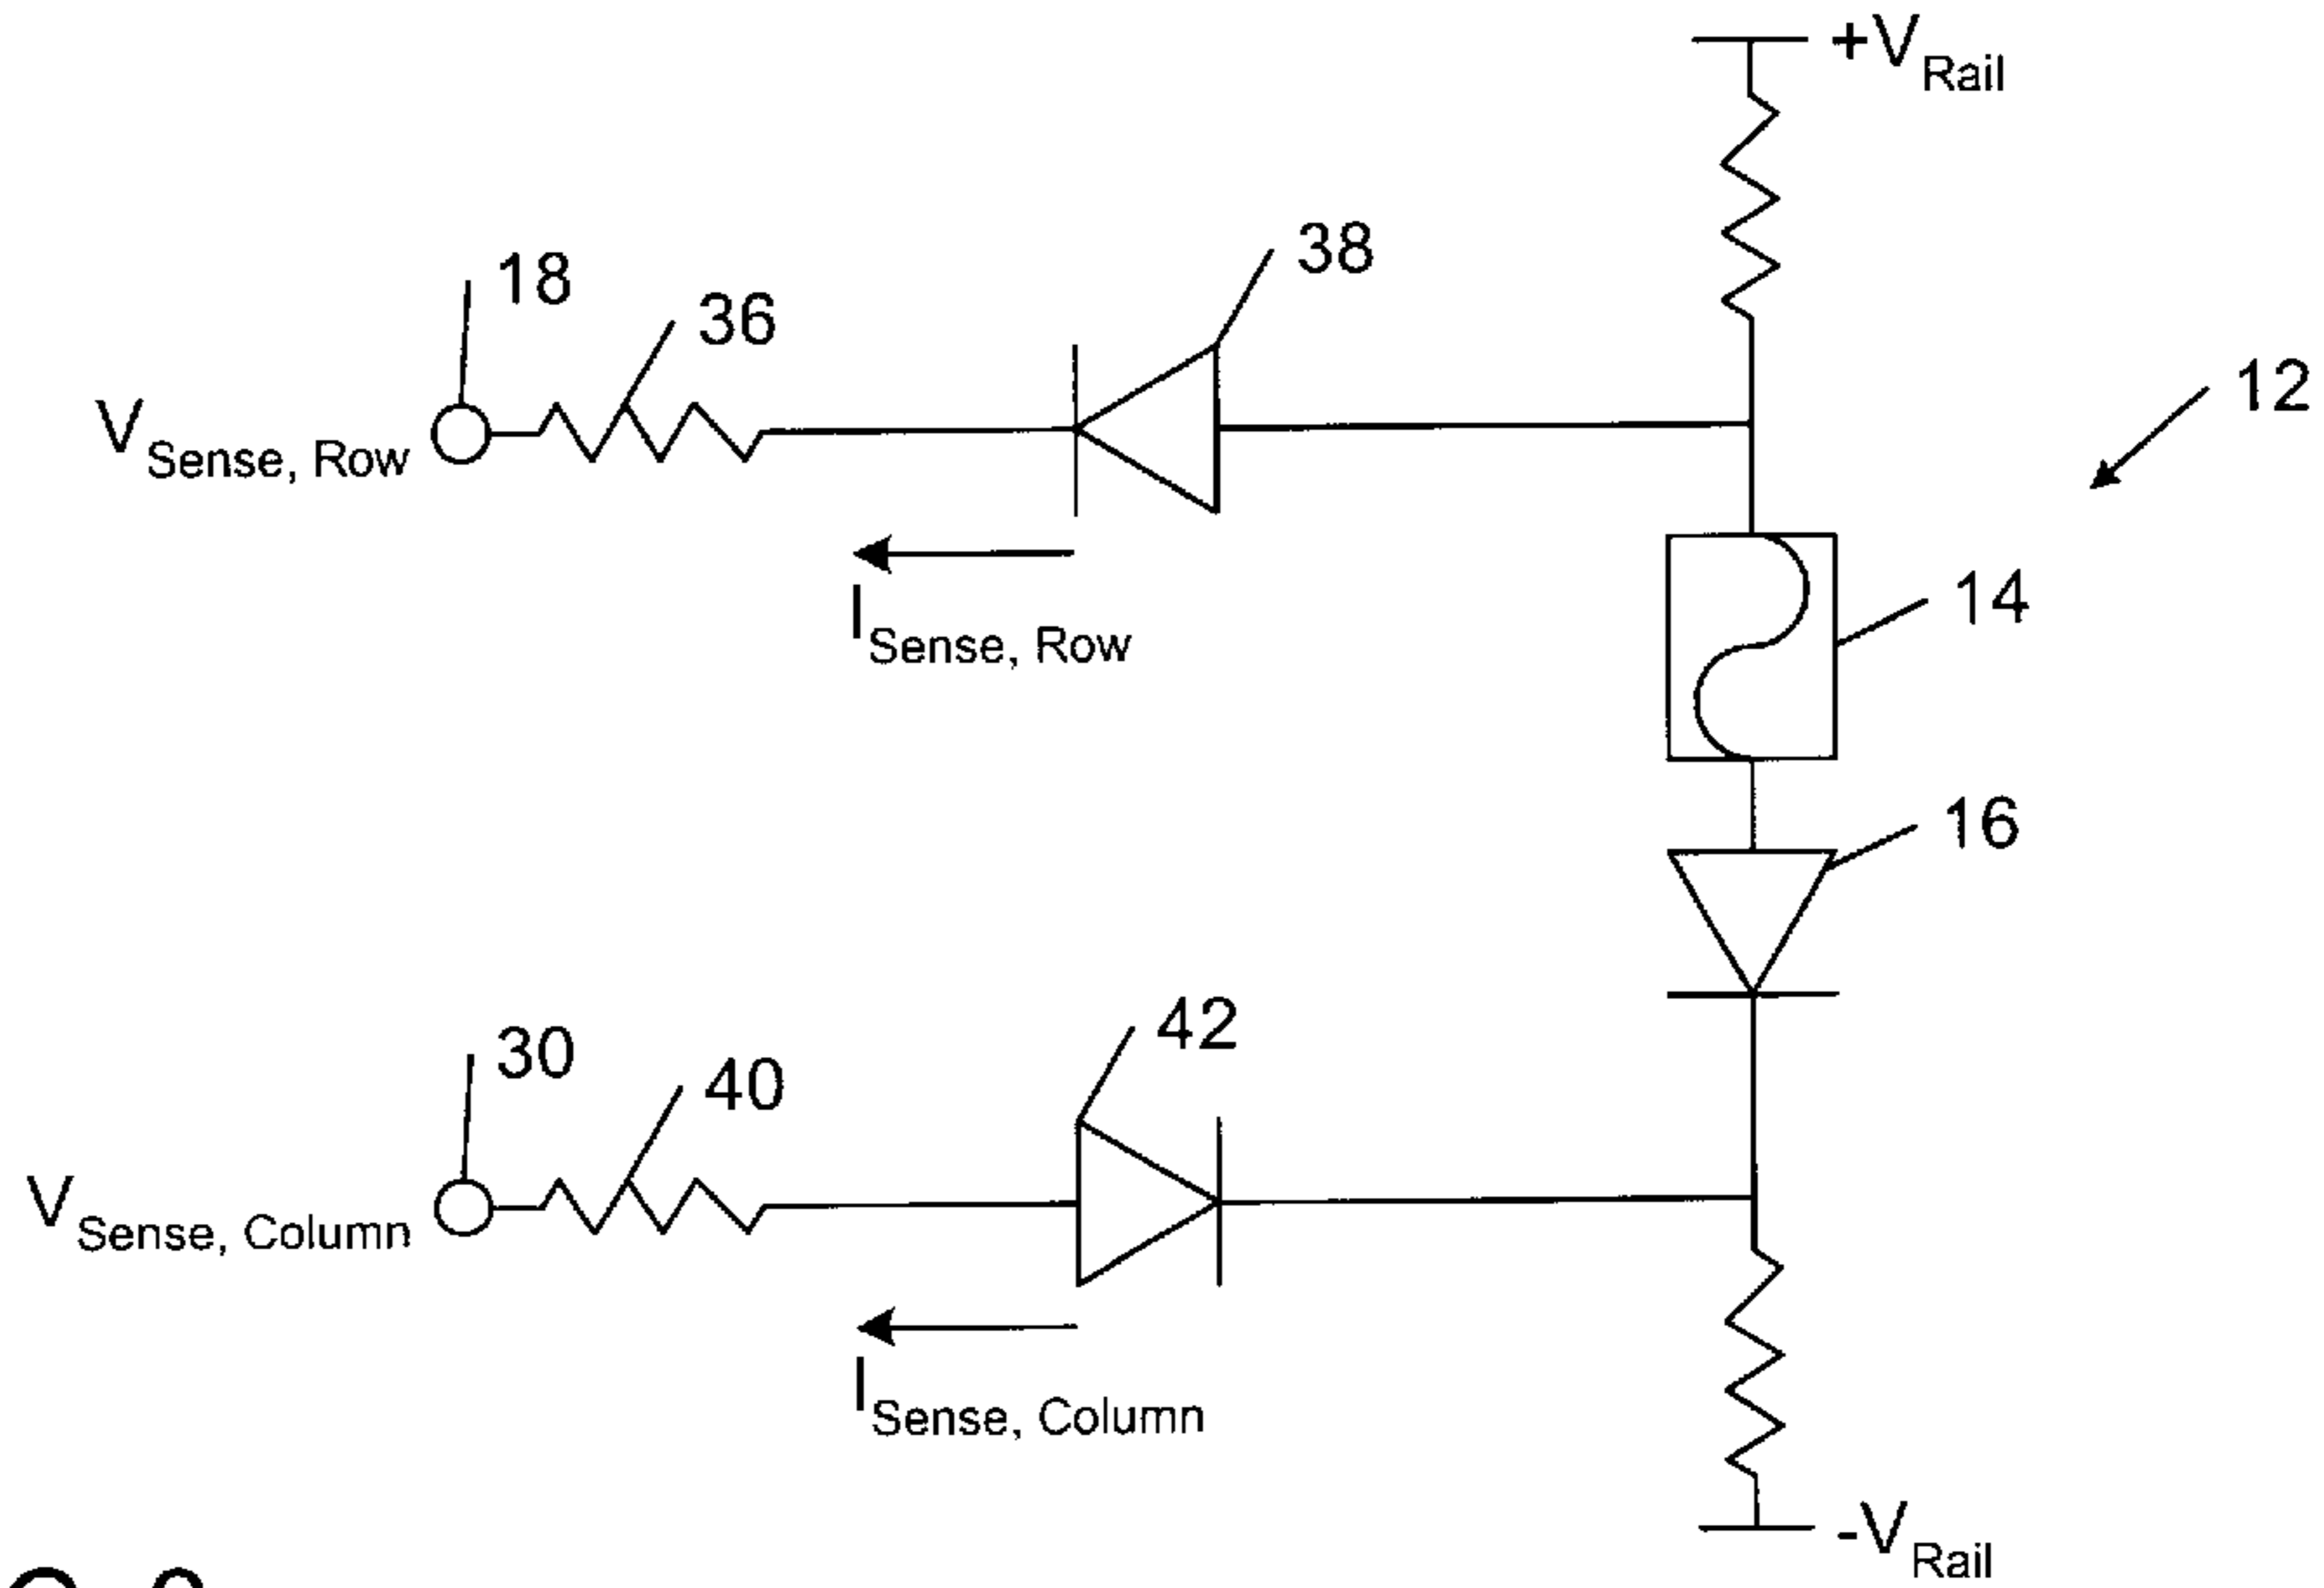 +V Rail
18
36
38
12
V Sense, Row
I Sense, Row
14
16
30
40
42
V Sense, Column
I Sense, Column
-V Rail